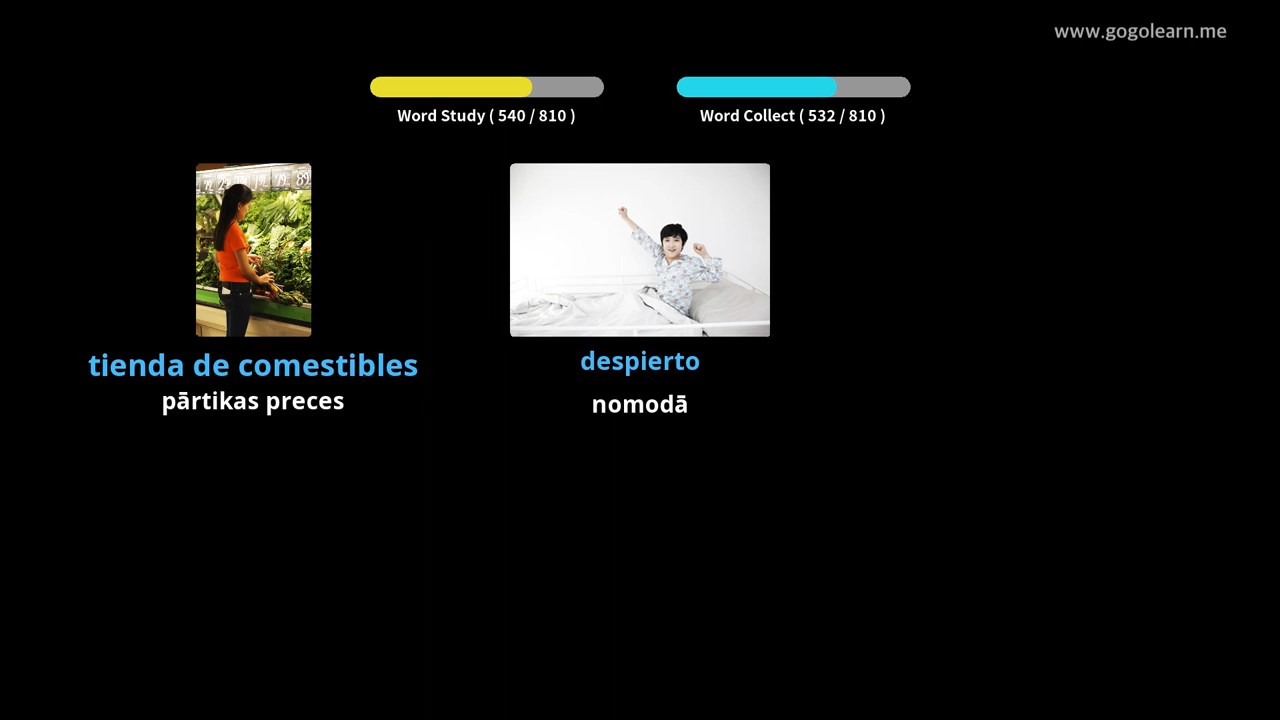 www.gogolearn.me
Word Study ( 540 / 810 )
Word Collect ( 532 / 810 )
tienda de comestibles
pārtikas preces
despierto
nomodā